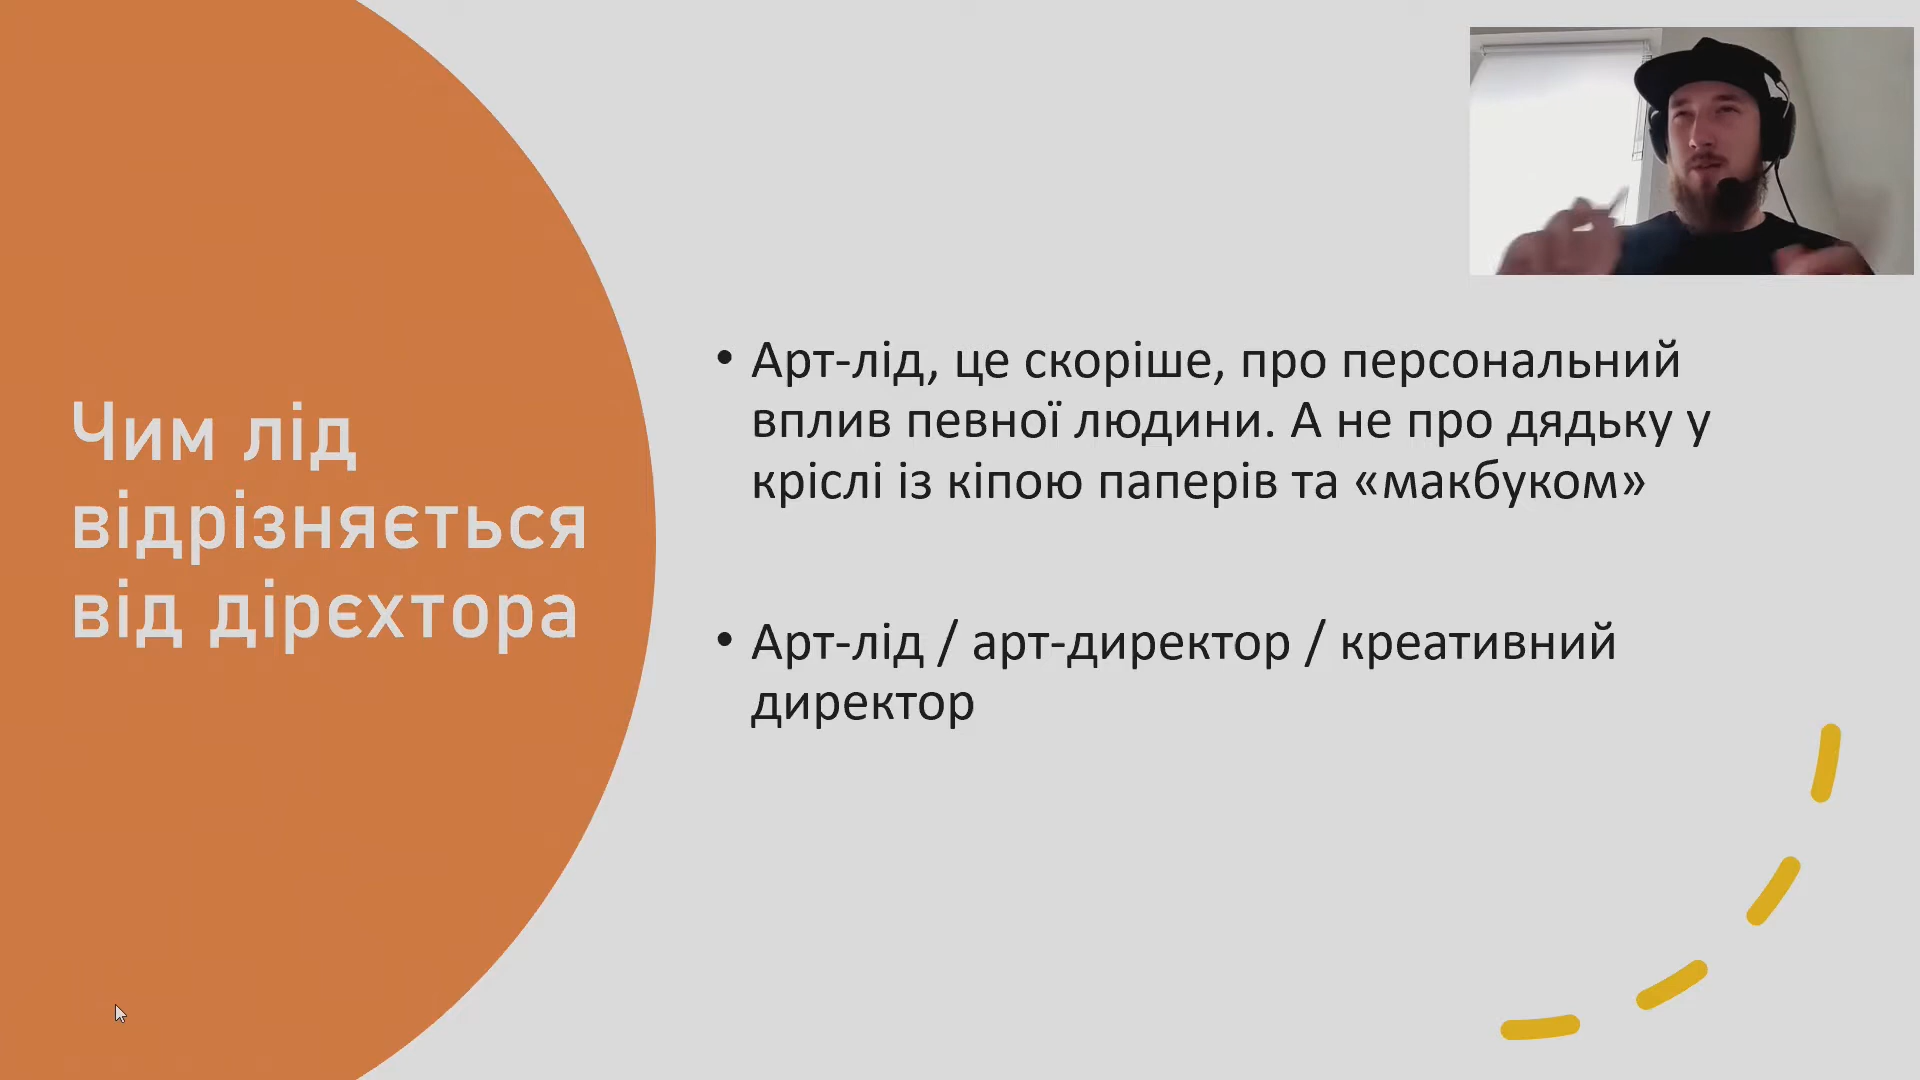 Чим лід
відрізняється
від дірєхтора
• Арт-лід, це скоріше, про персональний
вплив певної людини. А не про дядьку у
кріслі із кіпою паперів та «макбуком»
• Арт-лід / арт-директор / креативний
директор